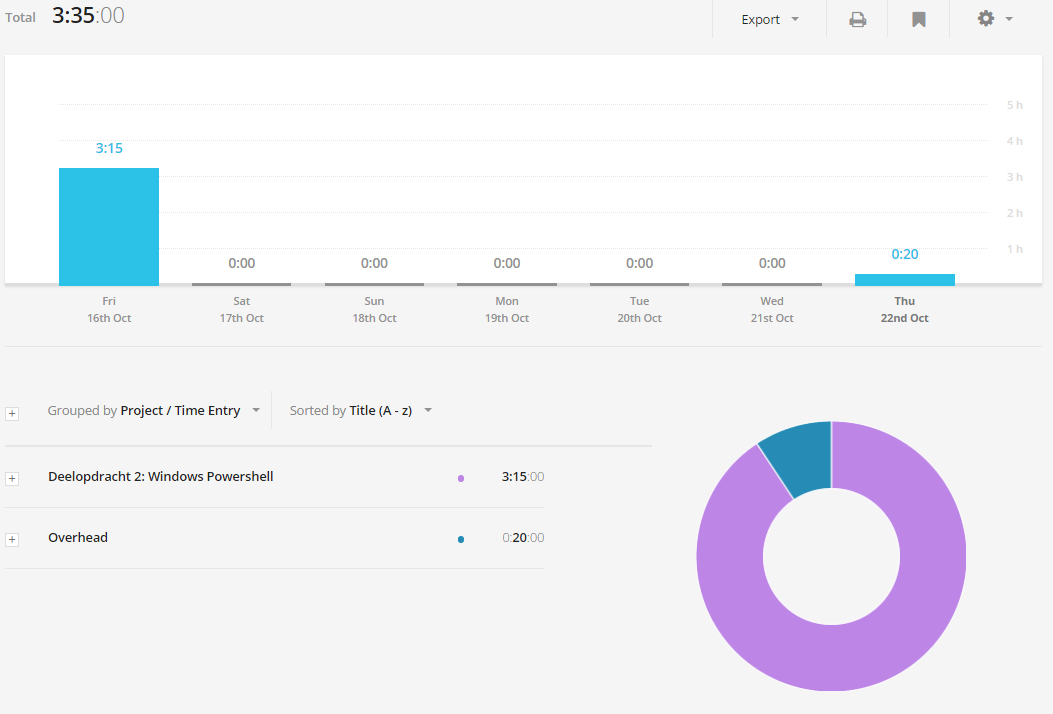 Total 3:35:00
Export
5 h
4 h
3:15
3 h
2 h
1 h
0:00 0:00 0:00 0:00 0:00 0:20
Fri Sat Sun Mon Tue Wed Thu
16th Oct 17th Oct 18th Oct 19th Oct 20th Oct 21st Oct 22nd Oct
Grouped by Project / Time Entry Sorted by Title (A - z)
Deelopdracht 2: Windows Powershell 3:15:00
Overhead 0:20:00